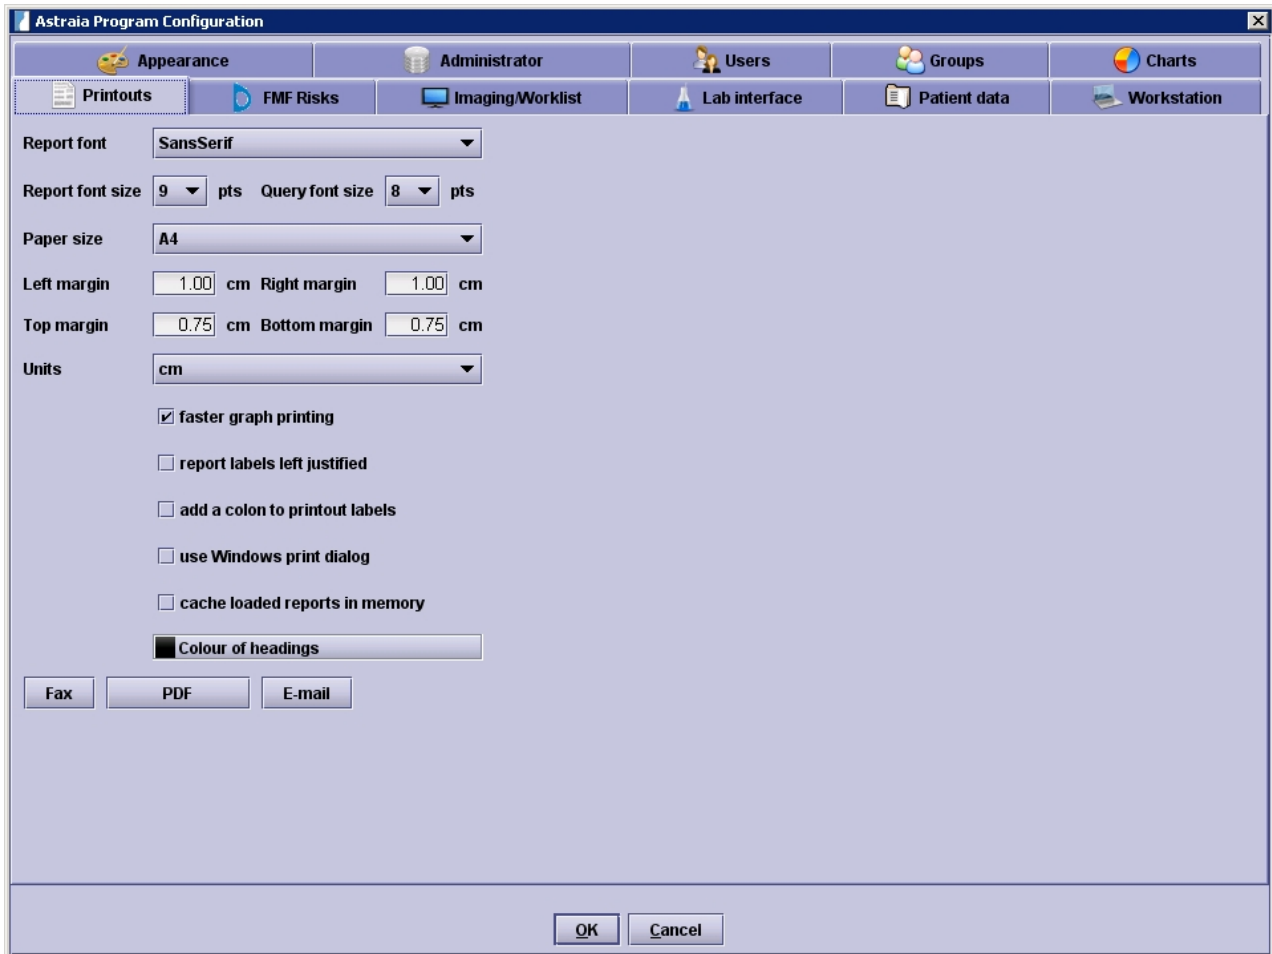 Astraia Program Configuration
Appearance Administrator Users Groups Charts
Printouts FMF Risks Imaging/Worklist Lab interface Patient data Workstation
Report font SansSerif
Report font size 9 pts Query font size 8 pts
Paper size A4
Left margin 1.00 cm Right margin 1.00 cm
Top margin 0.75 cm Bottom margin 0.75 cm
Units cm
faster graph printing
report labels left justified
add a colon to printout labels
use Windows print dialog
cache loaded reports in memory
Colour of headings
Fax PDF E-mail
OK Cancel